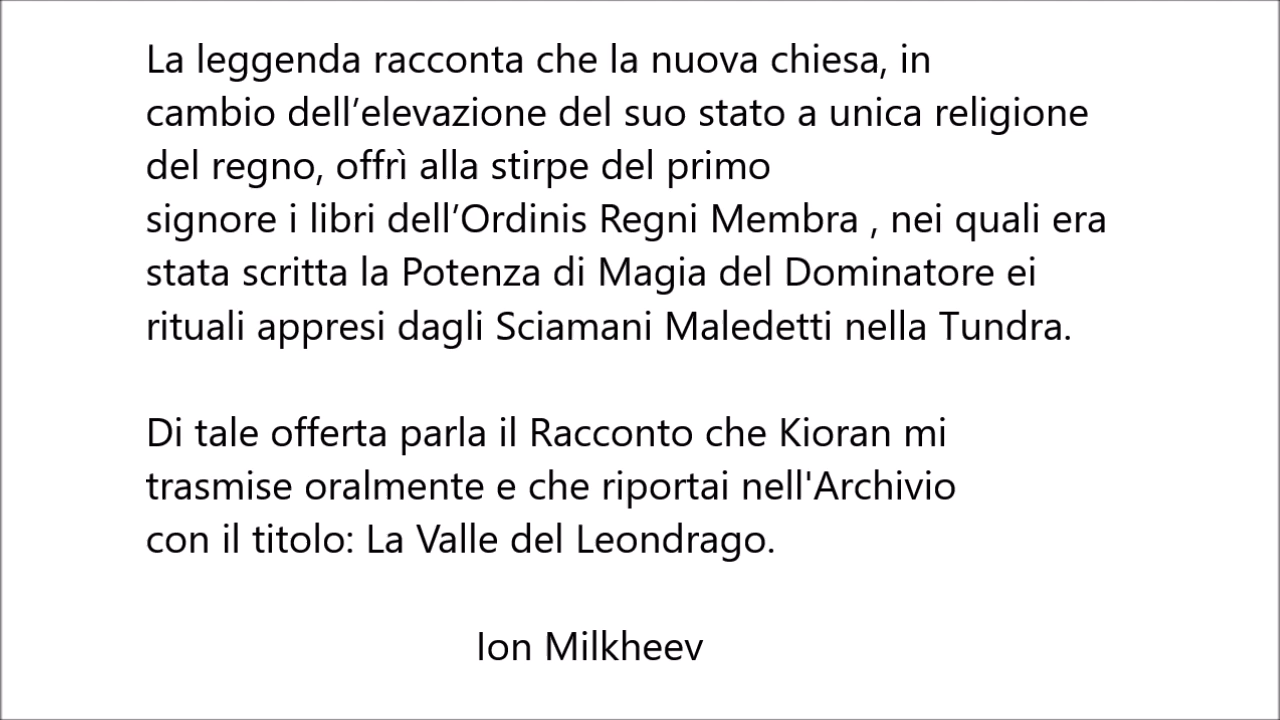 La leggenda racconta che la nuova chiesa, in
cambio dell’elevazione del suo stato a unica religione
del regno, offrì alla stirpe del primo
signore i libri dell’Ordinis Regni Membra , nei quali era
stata scritta la Potenza di Magia del Dominatore ei
rituali appresi dagli Sciamani Maledetti nella Tundra.
Di tale offerta parla il Racconto che Kioran mi
trasmise oralmente e che riportai nell'Archivio
con il titolo: La Valle del Leondrago.
Ion Milkheev